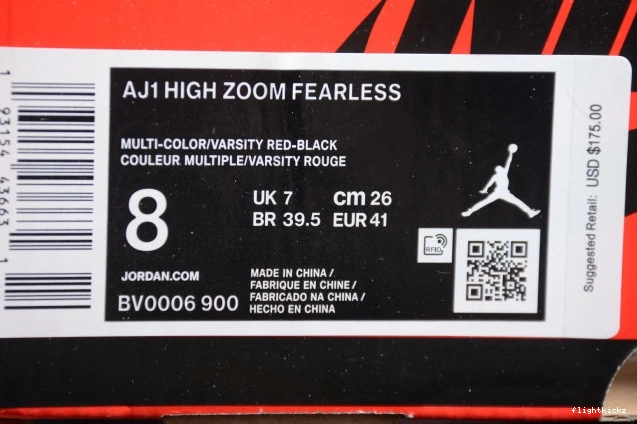 AJ1 HIGH ZOOM FEARLESS
MULTI-COLOR/VARSITY RED-BLACK
COULEUR MULTIPLE/VARSITY ROUGE
8
UK 7 cm 26
BR 39.5 EUR 41
RFID
JORDAN.COM
BV0006 900
MADE IN CHINA /
FABRIQUE EN CHINE /
FABRICADO NA CHINA /
HECHO EN CHINA
Suggested Retail: USD $175.00
1 93154 43663 1
flightkickz